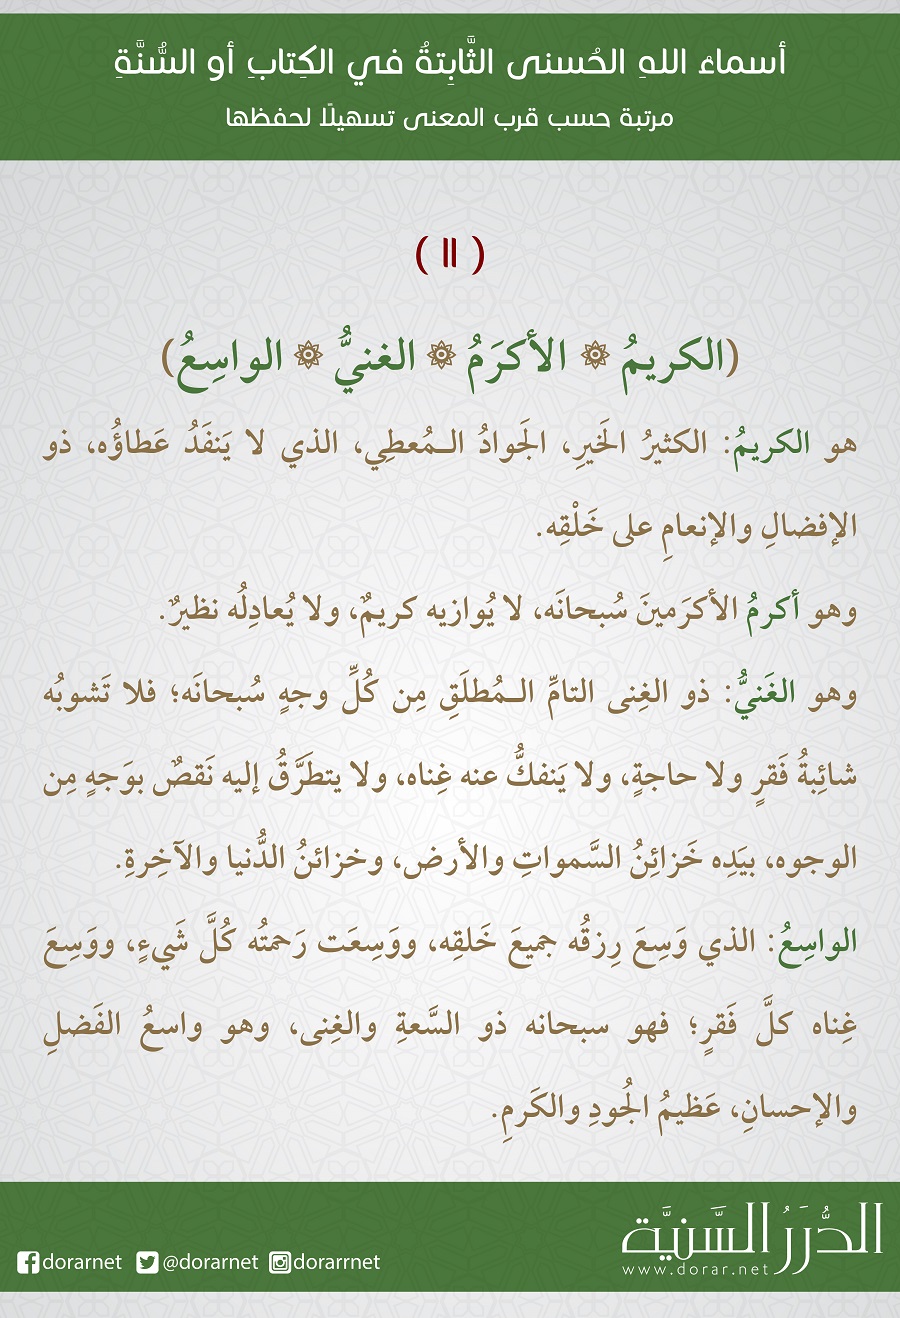 أسماءُ اللهِ الحُسنى الثَّابِتةُ في الكِتابِ أو السُّنَّةِ
مرتبة حسب قرب المعنى تسهيلًا لحفظها
( ١١ )
(الكريمُ ۞ الأكرَمُ ۞ الغنيُّ ۞ الواسِعُ)
هو الكريمُ: الكثيرُ الخَيرِ، الجَوادُ الـمُعطِي، الذي لا يَنفَدُ عَطاؤُه، ذو
الإفضالِ والإنعامِ على خَلْقِه.
وهو أكرمُ الأكرَمينَ سُبحانَه، لا يُوازيه كريمٌ، ولا يُعادِلُه نظيرٌ.
وهو الغَنيُّ: ذو الغِنى التامِّ الـمُطلَقِ مِن كُلِّ وجهٍ سُبحانَه؛ فلا تَشوبُه
شائِبةُ فَقرٍ ولا حاجةٍ، ولا يَنفكُّ عنه غِناه، ولا يتطرَّقُ إليه نَقصٌ بوَجهٍ مِن
الوجوه، بيَدِه خَزائِنُ السَّمواتِ والأرض، وخزائنُ الدُّنيا والآخِرةِ.
الواسِعُ: الذي وَسِعَ رِزقُه جميعَ خَلقِه، ووَسِعَت رَحمتُه كُلَّ شَيءٍ، ووَسِعَ
غِناه كلَّ فَقرٍ؛ فهو سبحانه ذو السَّعةِ والغِنى، وهو واسعُ الفَضلِ
والإحسانِ، عَظيمُ الجُودِ والكَرمِ.
الدُّرَرُ السَّنيَّة
www.dorar.net
dorarnet @dorarnet dorarrnet